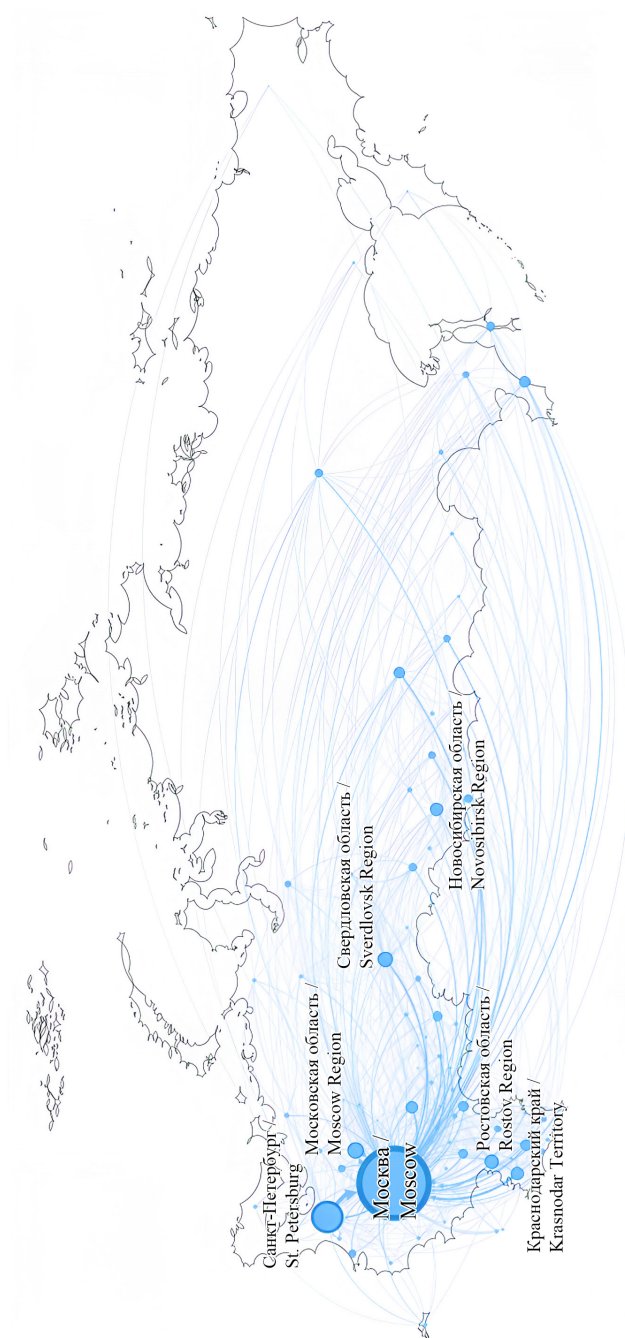 Санкт-Петербург /
St. Petersburg
Московская область /
Moscow Region
Москва /
Moscow
Свердловская область /
Sverdlovsk Region
Новосибирская область /
Novosibirsk Region
Ростовская область /
Rostov Region
Краснодарский край /
Krasnodar Territory